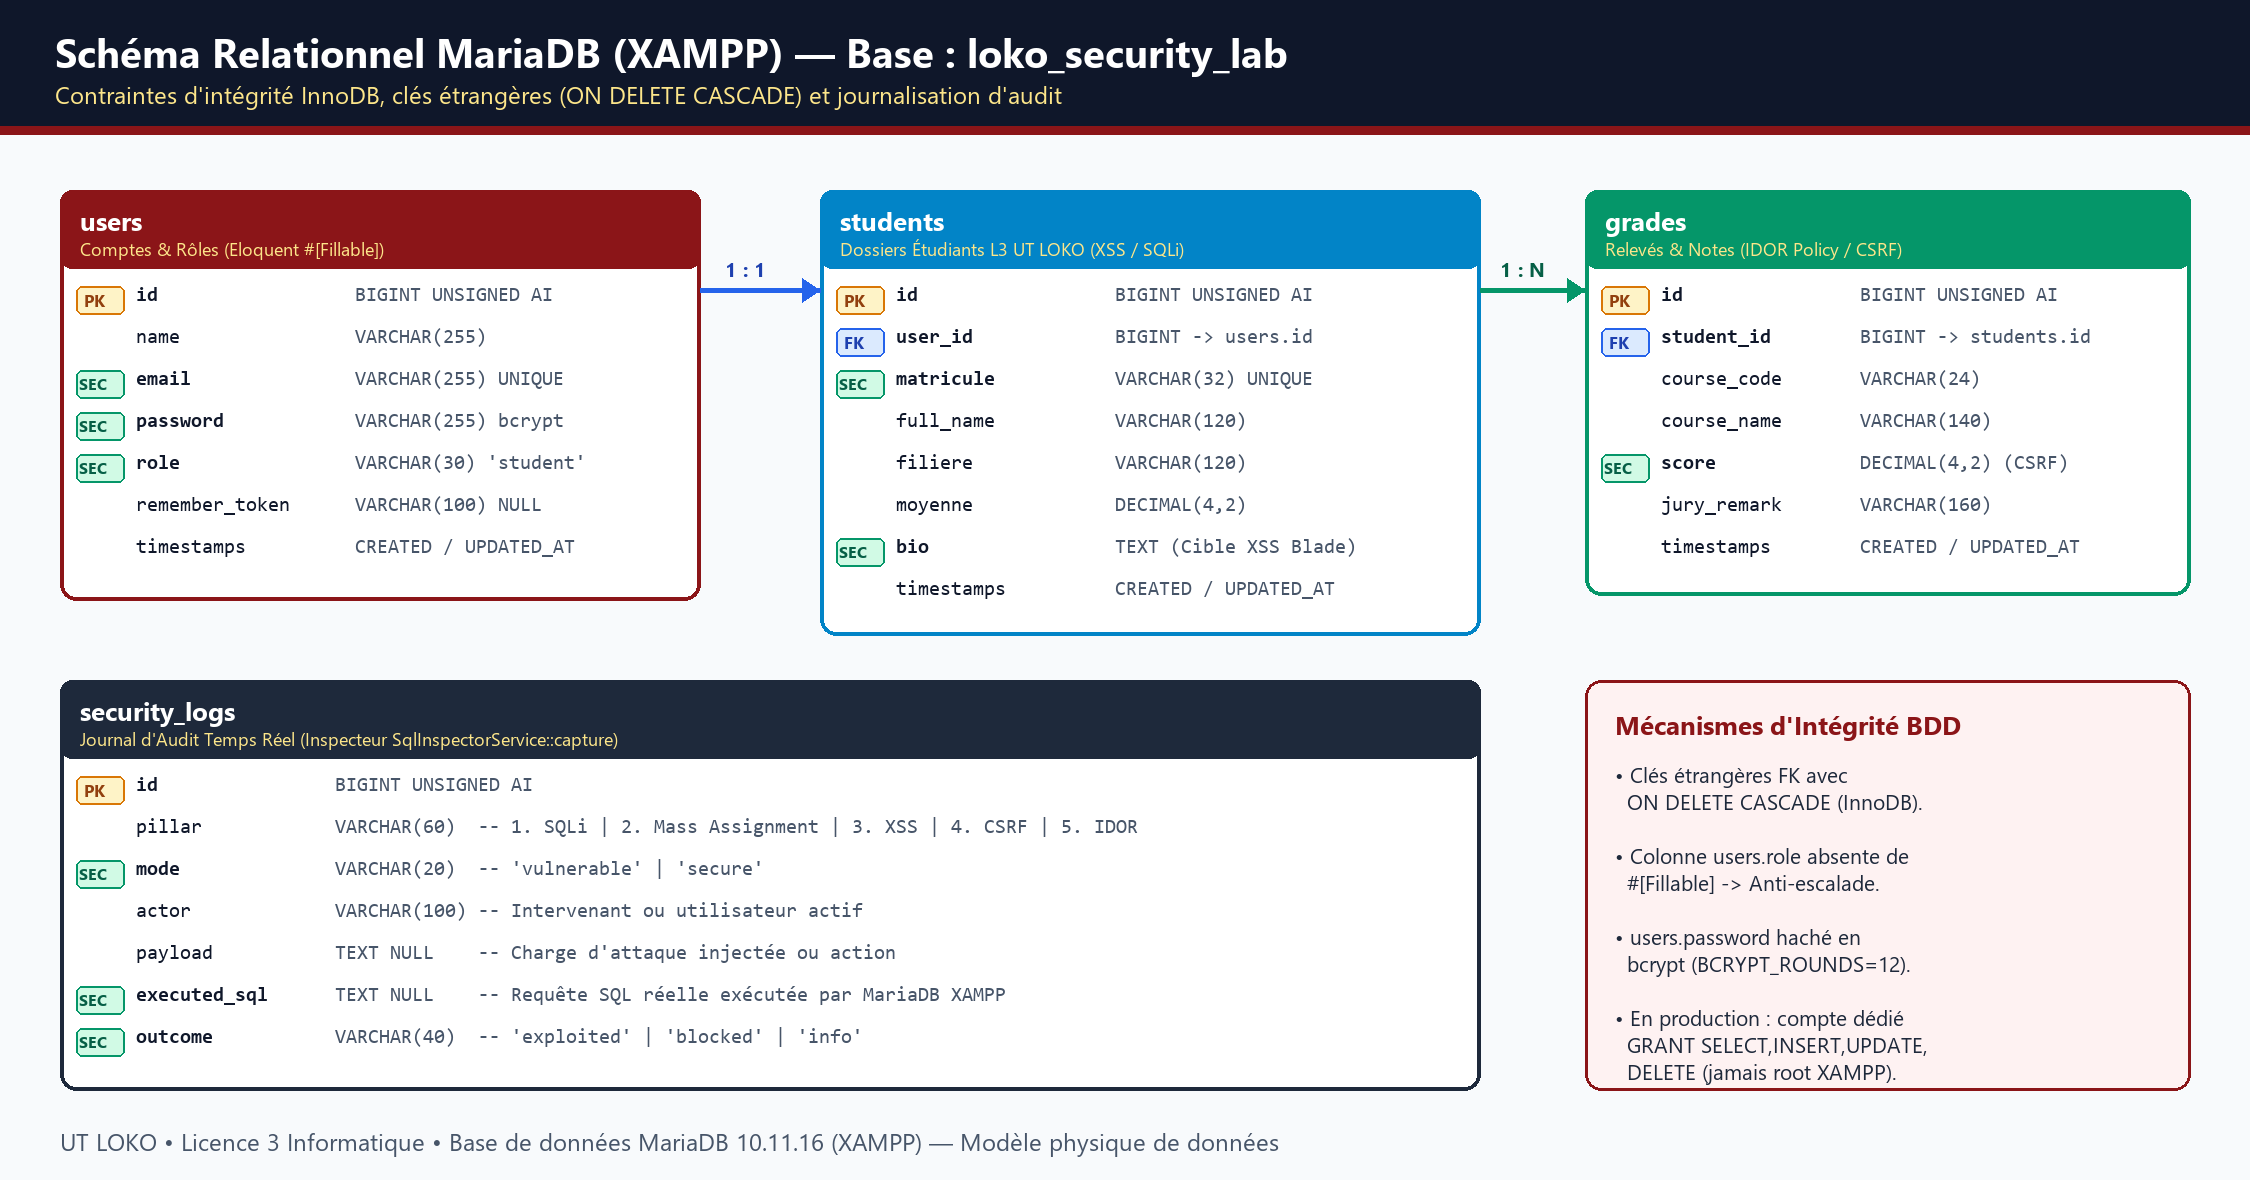 Schéma Relationnel MariaDB (XAMPP) — Base : loko_security_lab
Contraintes d'intégrité InnoDB, clés étrangères (ON DELETE CASCADE) et journalisation d'audit
users
Comptes & Rôles (Eloquent #[Fillable])
PK id BIGINT UNSIGNED AI
name VARCHAR(255)
SEC email VARCHAR(255) UNIQUE
SEC password VARCHAR(255) bcrypt
SEC role VARCHAR(30) 'student'
remember_token VARCHAR(100) NULL
timestamps CREATED / UPDATED_AT
1 : 1
students
Dossiers Étudiants L3 UT LOKO (XSS / SQLi)
PK id BIGINT UNSIGNED AI
FK user_id BIGINT -> users.id
SEC matricule VARCHAR(32) UNIQUE
full_name VARCHAR(120)
filiere VARCHAR(120)
moyenne DECIMAL(4,2)
SEC bio TEXT (Cible XSS Blade)
timestamps CREATED / UPDATED_AT
1 : N
grades
Relevés & Notes (IDOR Policy / CSRF)
PK id BIGINT UNSIGNED AI
FK student_id BIGINT -> students.id
course_code VARCHAR(24)
course_name VARCHAR(140)
SEC score DECIMAL(4,2) (CSRF)
jury_remark VARCHAR(160)
timestamps CREATED / UPDATED_AT
security_logs
Journal d'Audit Temps Réel (Inspecteur SqlInspectorService::capture)
PK id BIGINT UNSIGNED AI
pillar VARCHAR(60) -- 1. SQLi | 2. Mass Assignment | 3. XSS | 4. CSRF | 5. IDOR
SEC mode VARCHAR(20) -- 'vulnerable' | 'secure'
actor VARCHAR(100) -- Intervenant ou utilisateur actif
payload TEXT NULL -- Charge d'attaque injectée ou action
SEC executed_sql TEXT NULL -- Requête SQL réelle exécutée par MariaDB XAMPP
SEC outcome VARCHAR(40) -- 'exploited' | 'blocked' | 'info'
Mécanismes d'Intégrité BDD
• Clés étrangères FK avec
ON DELETE CASCADE (InnoDB).
• Colonne users.role absente de
#[Fillable] -> Anti-escalade.
• users.password haché en
bcrypt (BCRYPT_ROUNDS=12).
• En production : compte dédié
GRANT SELECT,INSERT,UPDATE,
DELETE (jamais root XAMPP).
UT LOKO • Licence 3 Informatique • Base de données MariaDB 10.11.16 (XAMPP) — Modèle physique de données